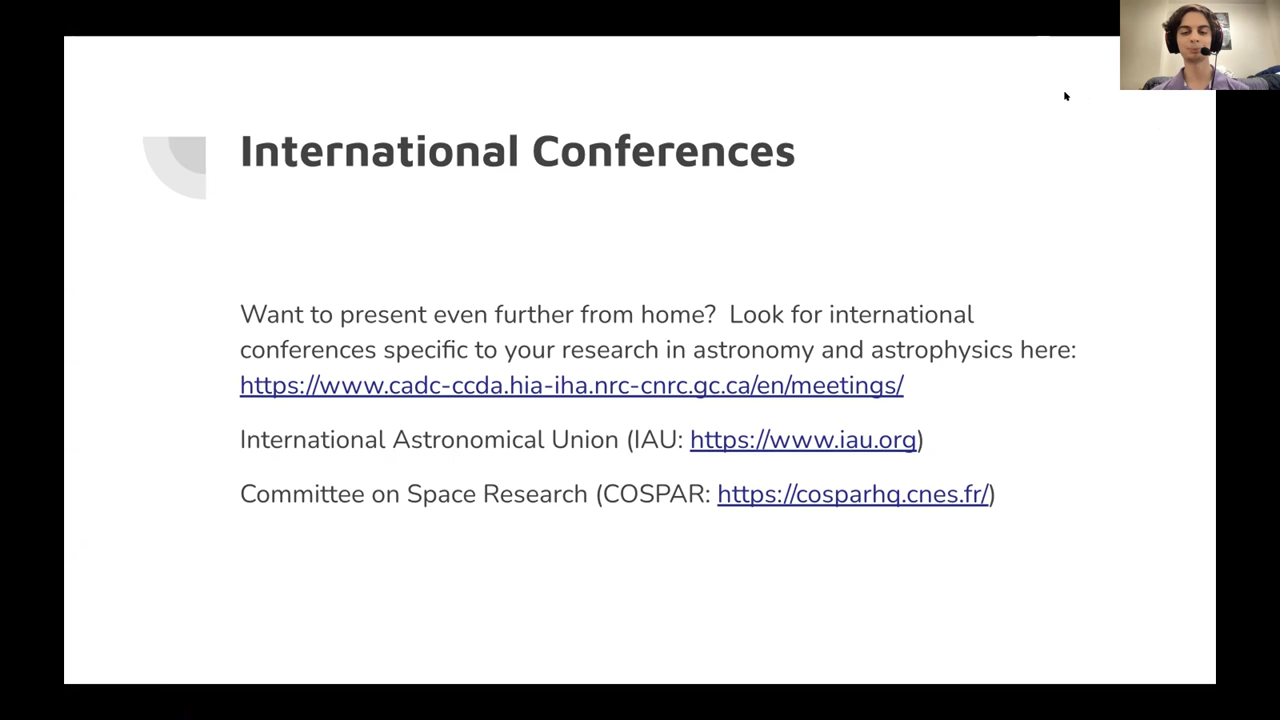 International Conferences
Want to present even further from home?  Look for international
conferences specific to your research in astronomy and astrophysics here:
https://www.cadc-ccda.hia-iha.nrc-cnrc.gc.ca/en/meetings/
International Astronomical Union (IAU: https://www.iau.org)
Committee on Space Research (COSPAR: https://cosparhq.cnes.fr/)